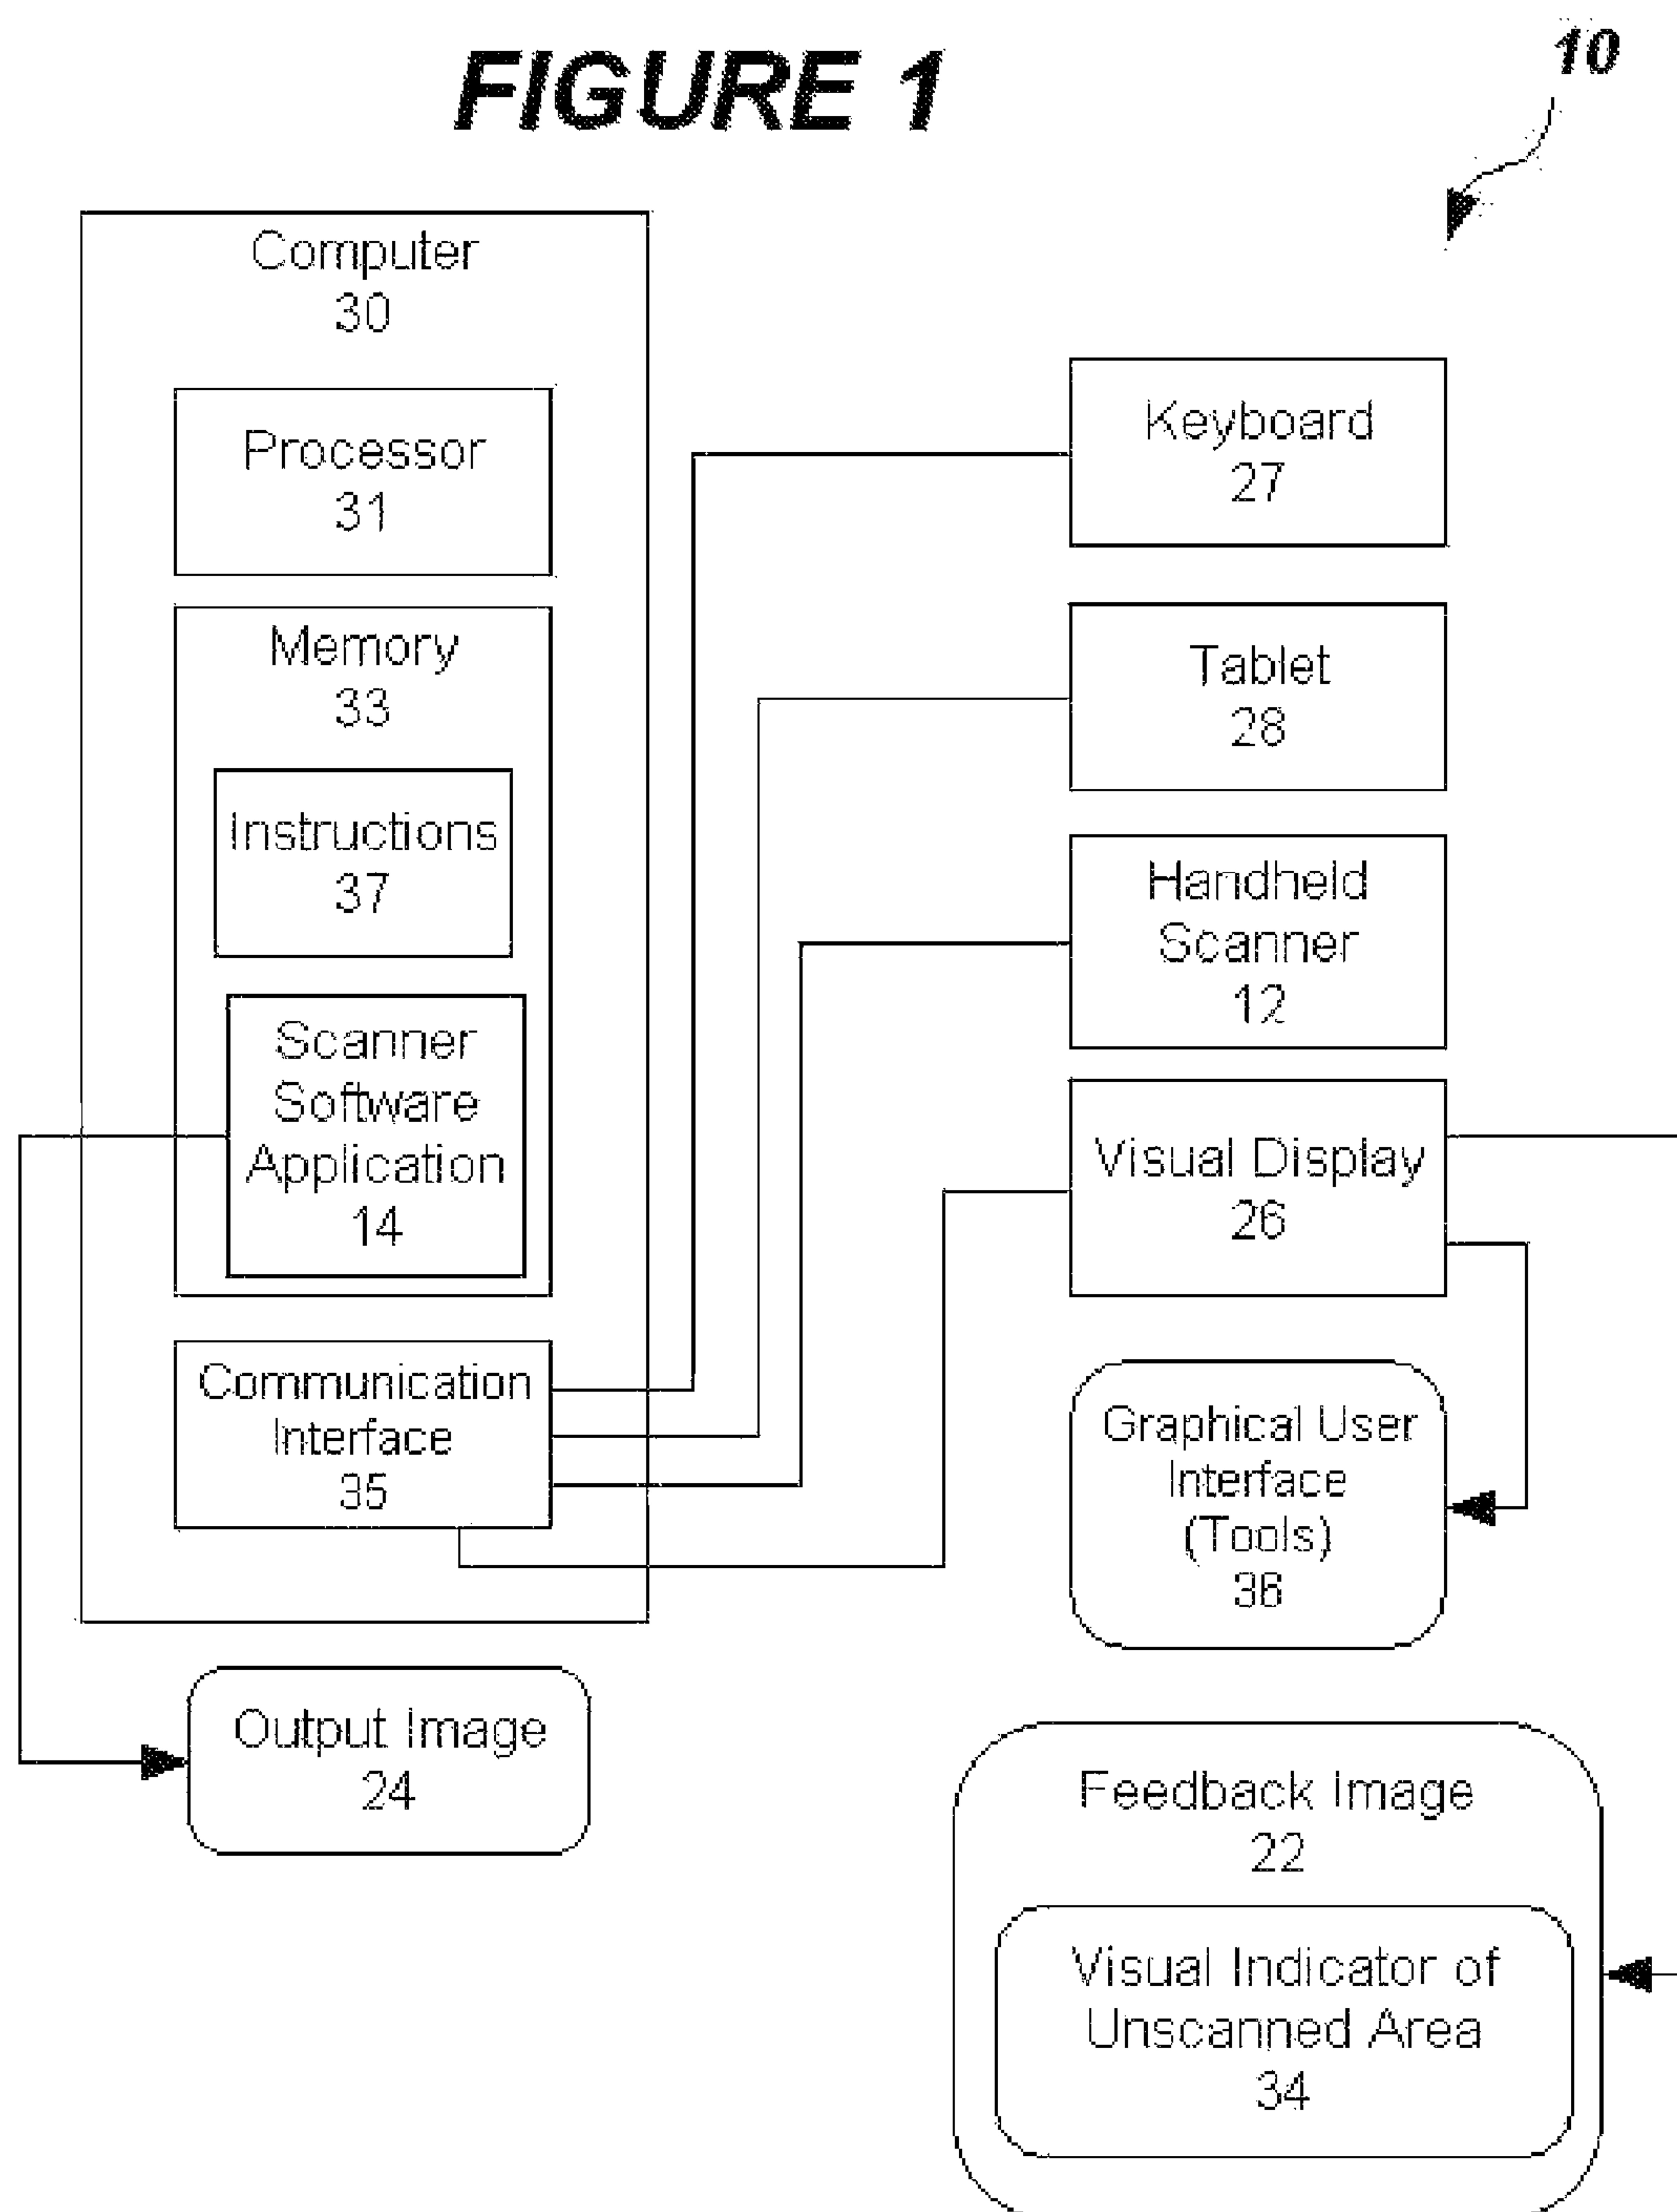 FIGURE 1
10
Computer
30
Processor
31
Memory
33
Instructions
37
Scanner
Software
Application
14
Communication
Interface
35
Keyboard
27
Tablet
28
Handheld
Scanner
12
Visual Display
26
Graphical User
Interface
(Tools)
36
Output Image
24
Feedback Image
22
Visual Indicator of
Unscanned Area
34